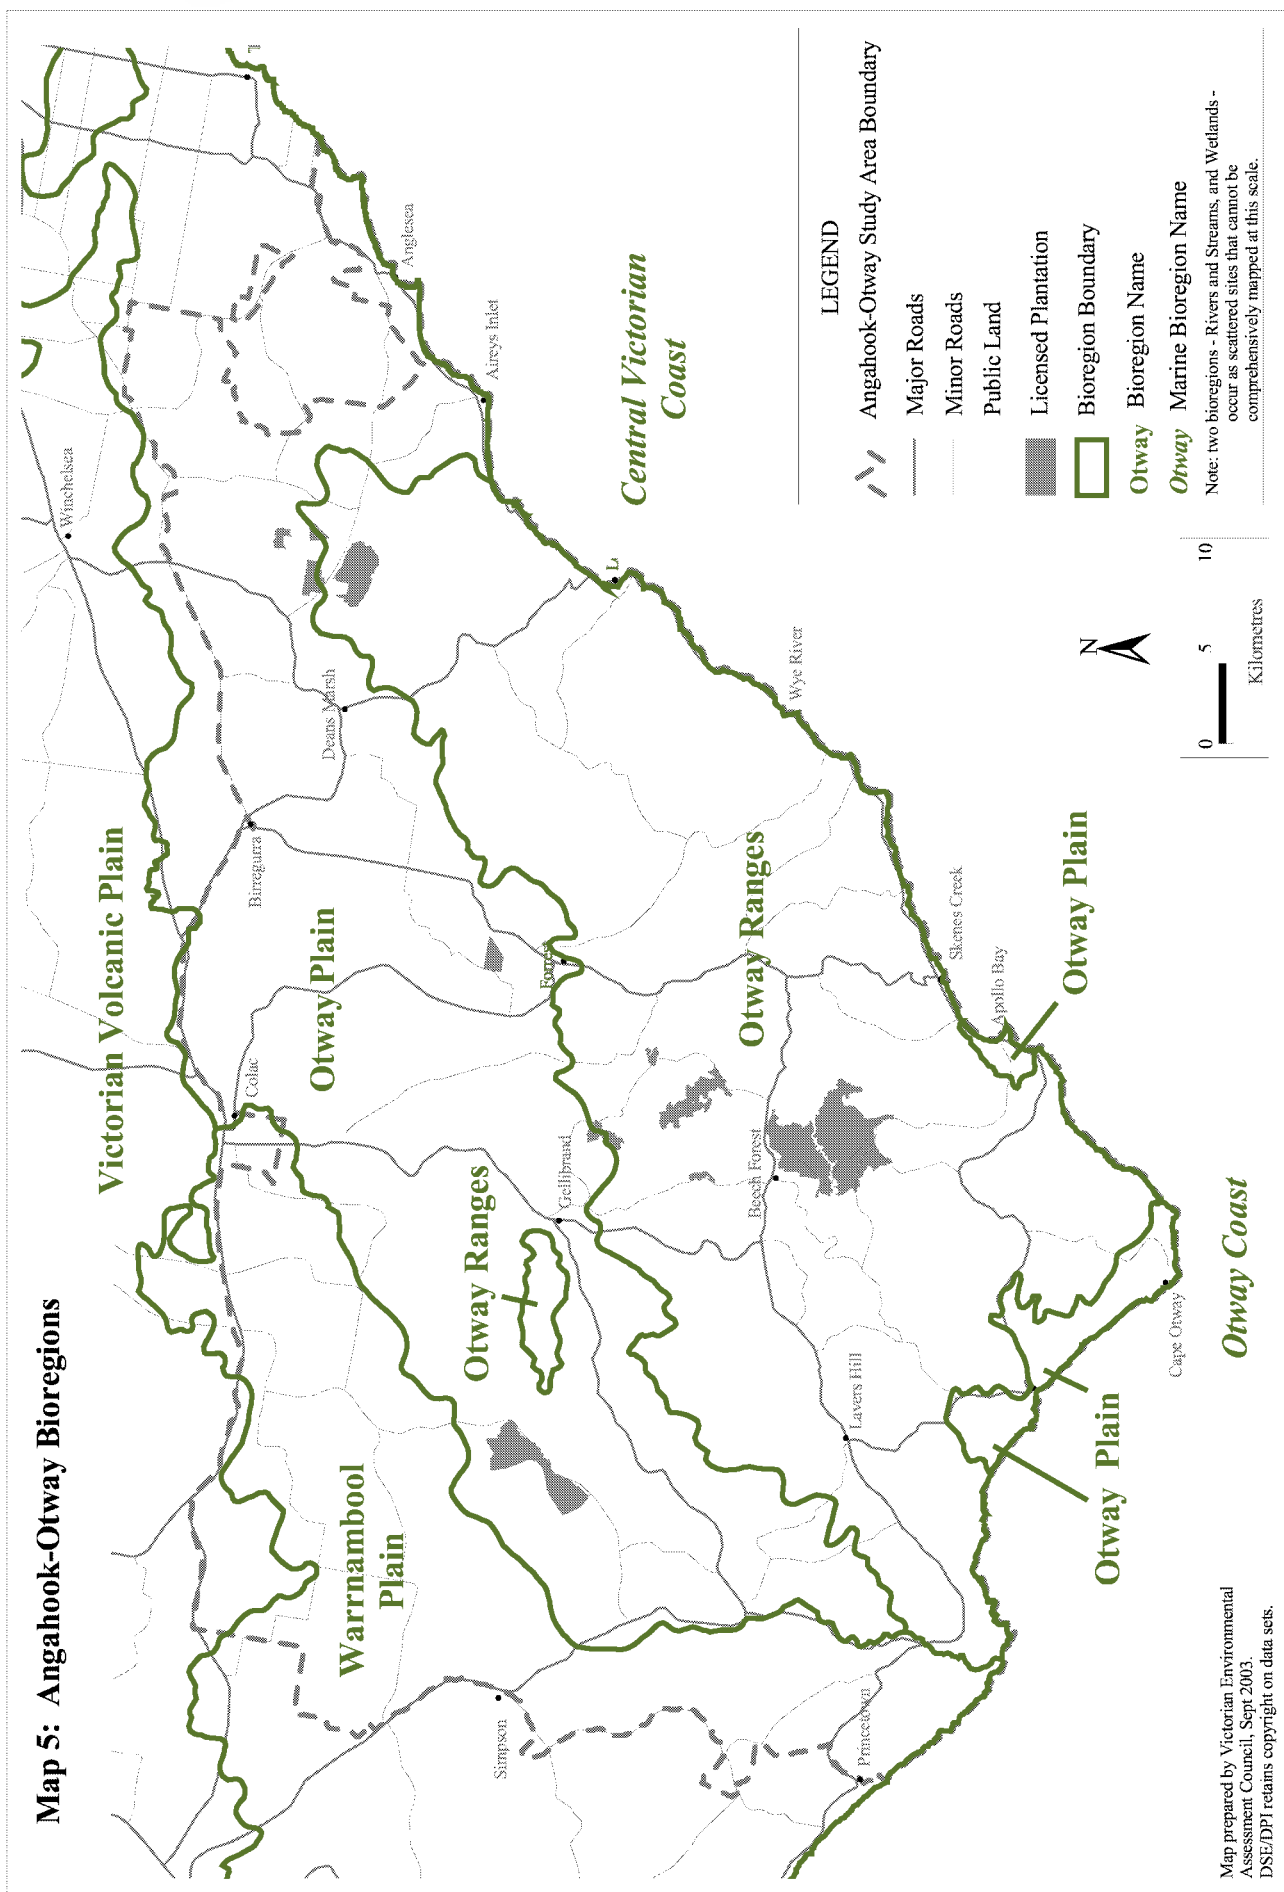 Map 5: Angahook-Otway Bioregions
Victorian Volcanic Plain
Winchelsea
Colac
Birregurra
Otway Plain
Deans Marsh
Anglesea
Aireys Inlet
Warrnambool
Plain
Otway Ranges
Simpson
Gellibrand
Forrest
L
Central Victorian
Coast
Otway Ranges
Beech Forest
Wye River
Lavers Hill
Princetown
Skenes Creek
Apollo Bay
Otway Plain
Otway Plain
Cape Otway
Otway Coast
LEGEND
Angahook-Otway Study Area Boundary
Major Roads
Minor Roads
Public Land
Licensed Plantation
Bioregion Boundary
Otway Bioregion Name
Otway Marine Bioregion Name
Note: two bioregions - Rivers and Streams, and Wetlands -
occur as scattered sites that cannot be
comprehensively mapped at this scale.
N
0 5 10
Kilometres
Map prepared by Victorian Environmental
Assessment Council, Sept 2003.
DSE/DPI retains copyright on data sets.